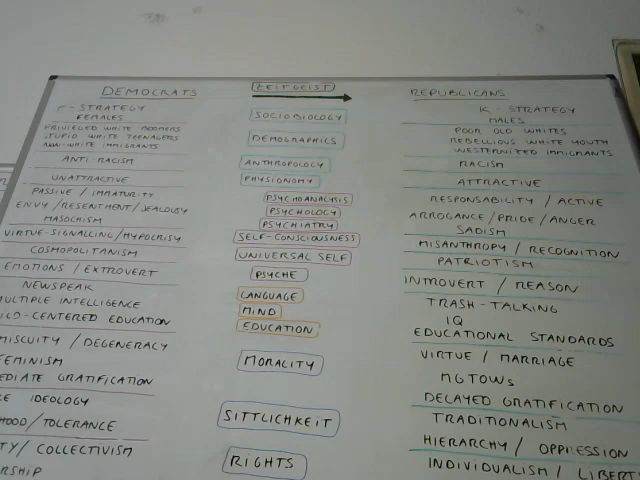 DEMOCRATS
r-STRATEGY
FEMALES
PRIVILEGED WHITE BOOMERS
STUPID WHITE TEENAGERS
NON-WHITE IMMIGRANTS
ANTI-RACISM
UNATTRACTIVE
PASSIVE / IMMATURITY
ENVY/RESENTMENT/JEALOUSY
MASOCHISM
VIRTUE-SIGNALLING/HYPOCRISY
COSMOPOLITANISM
EMOTIONS / EXTROVERT
NEWSPEAK
MULTIPLE INTELLIGENCE
ILD-CENTERED EDUCATION
MISCUITY / DEGENERACY
FEMINISM
EDIATE GRATIFICATION
IDEOLOGY
HOOD/TOLERANCE
TY / COLLECTIVISM
RSHIP
ZEITGEIST
SOCIOBIOLOGY
DEMOGRAPHICS
ANTHROPOLOGY
PHYSIONOMY
PSYCHOANALYSIS
PSYCHOLOGY
PSYCHIATRY
SELF-CONSCIOUSNESS
UNIVERSAL SELF
PSYCHE
LANGUAGE
MIND
EDUCATION
MORALITY
SITTLICHKEIT
RIGHTS
REPUBLICANS
K-STRATEGY
MALES
POOR OLD WHITES
REBELLIOUS WHITE YOUTH
WESTERNIZED IMMIGRANTS
RACISM
ATTRACTIVE
RESPONSABILITY / ACTIVE
ARROGANCE/PRIDE/ANGER
SADISM
MISANTHROPY / RECOGNITION
PATRIOTISM
INTROVERT / REASON
TRASH-TALKING
IQ
EDUCATIONAL STANDARDS
VIRTUE / MARRIAGE
MGTOWs
DELAYED GRATIFICATION
TRADITIONALISM
HIERARCHY / OPPRESSION
INDIVIDUALISM / LIBERT